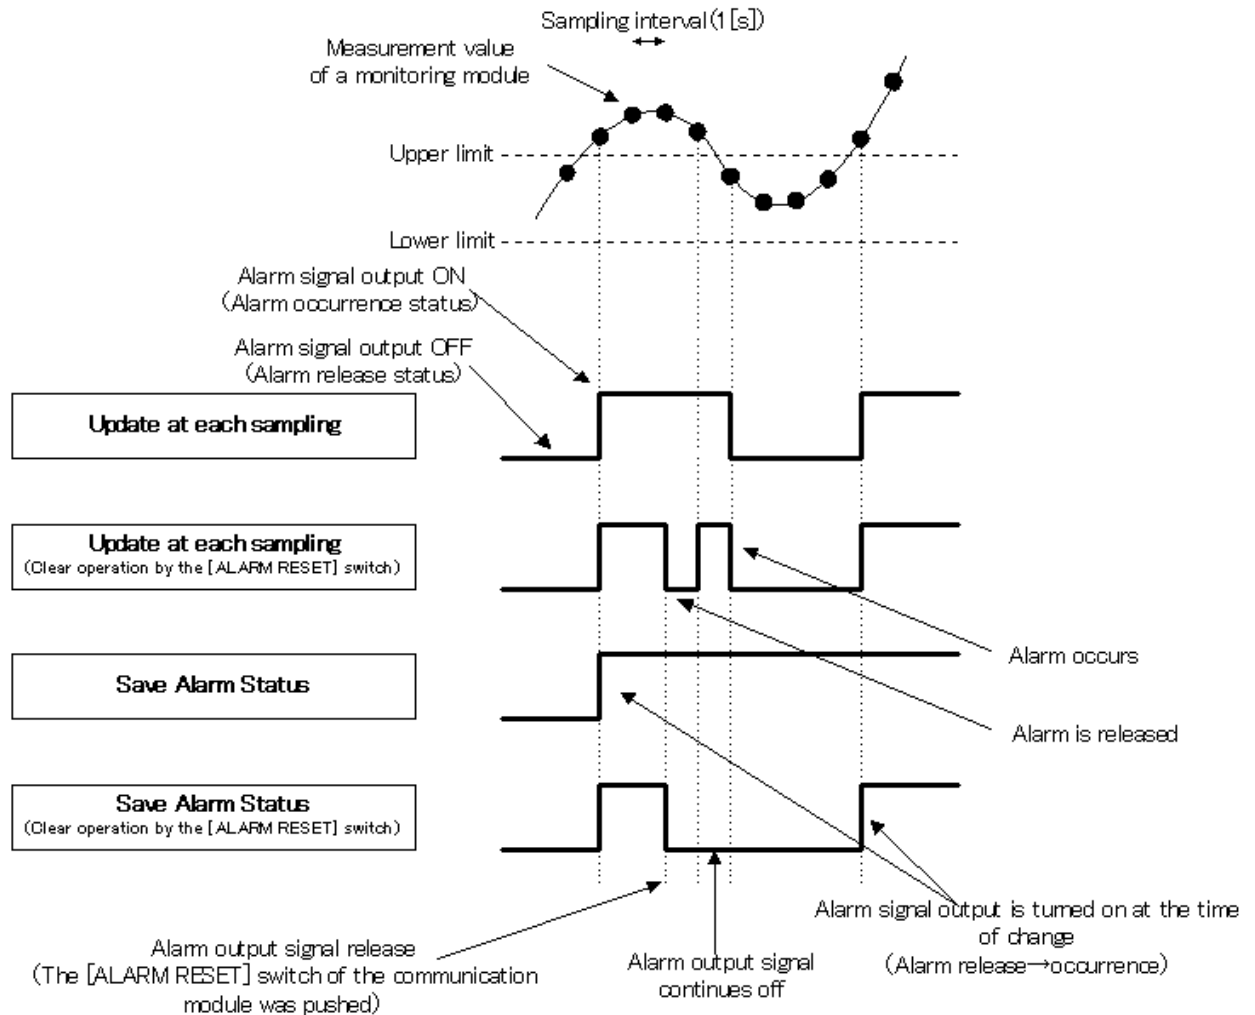 Sampling interval(1[s])
Measurement value
of a monitoring module
Upper limit
Lower limit
Alarm signal output ON
(Alarm occurrence status)
Alarm signal output OFF
(Alarm release status)
Update at each sampling
Update at each sampling
(Clear operation by the [ALARM RESET] switch)
Alarm occurs
Save Alarm Status
Alarm is released
Save Alarm Status
(Clear operation by the [ALARM RESET] switch)
Alarm signal output is turned on at the time
of change
(Alarm release→occurrence)
Alarm output signal release
(The [ALARM RESET] switch of the communication
module was pushed)
Alarm output signal
continues off